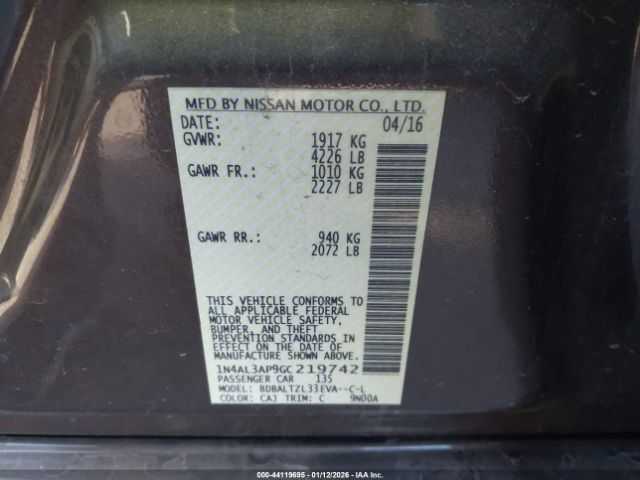 MFD BY NISSAN MOTOR CO., LTD.
DATE: 04/16
GVWR: 1917 KG
4226 LB
GAWR FR.: 1010 KG
2227 LB
GAWR RR.: 940 KG
2072 LB
THIS VEHICLE CONFORMS TO
ALL APPLICABLE FEDERAL
MOTOR VEHICLE SAFETY,
BUMPER, AND THEFT
PREVENTION STANDARDS IN
EFFECT ON THE DATE OF
MANUFACTURE SHOWN ABOVE.
1N4AL3AP9GC219742
PASSENGER CAR 13S
MODEL: BDBALTZL33EVA--C-L
COLOR: CAJ TRIM: C 9N00A
000-44119695 - 01/12/2026 - IAA Inc.